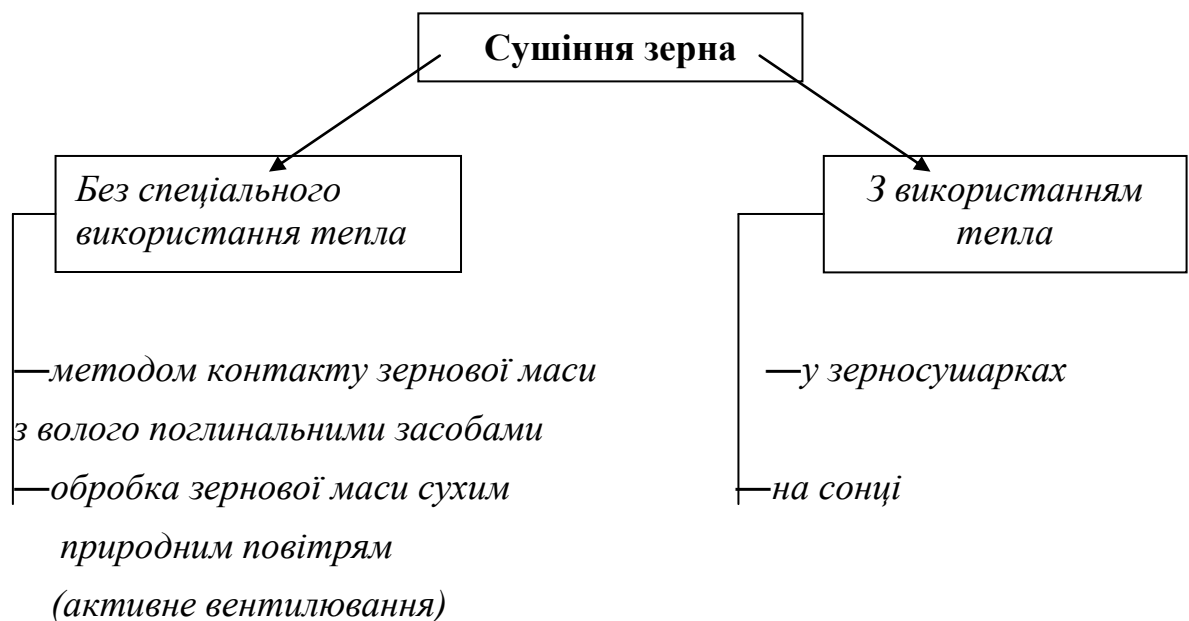 Сушіння зерна
Без спеціального
використання тепла
З використанням
тепла
—методом контакту зернової маси
з волого поглинальними засобами
—обробка зернової маси сухим
природним повітрям
(активне вентилювання)
—у зерносушарках
—на сонці